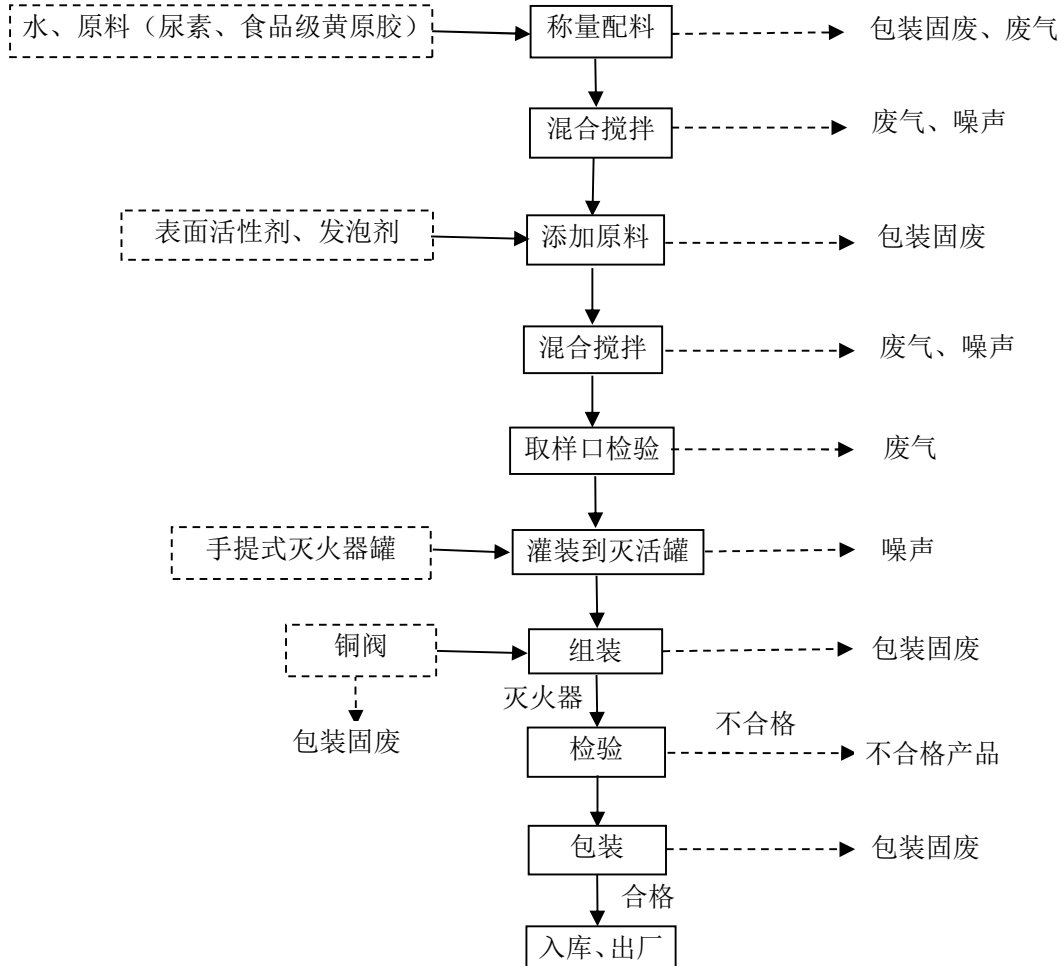 水、原料（尿素、食品级黄原胶）
称量配料
包装固废、废气
混合搅拌
废气、噪声
表面活性剂、发泡剂
添加原料
包装固废
混合搅拌
废气、噪声
取样口检验
废气
手提式灭火器罐
灌装到灭活罐
噪声
铜阀
组装
包装固废
灭火器
不合格
包装固废
检验
不合格产品
包装
包装固废
合格
入库、出厂